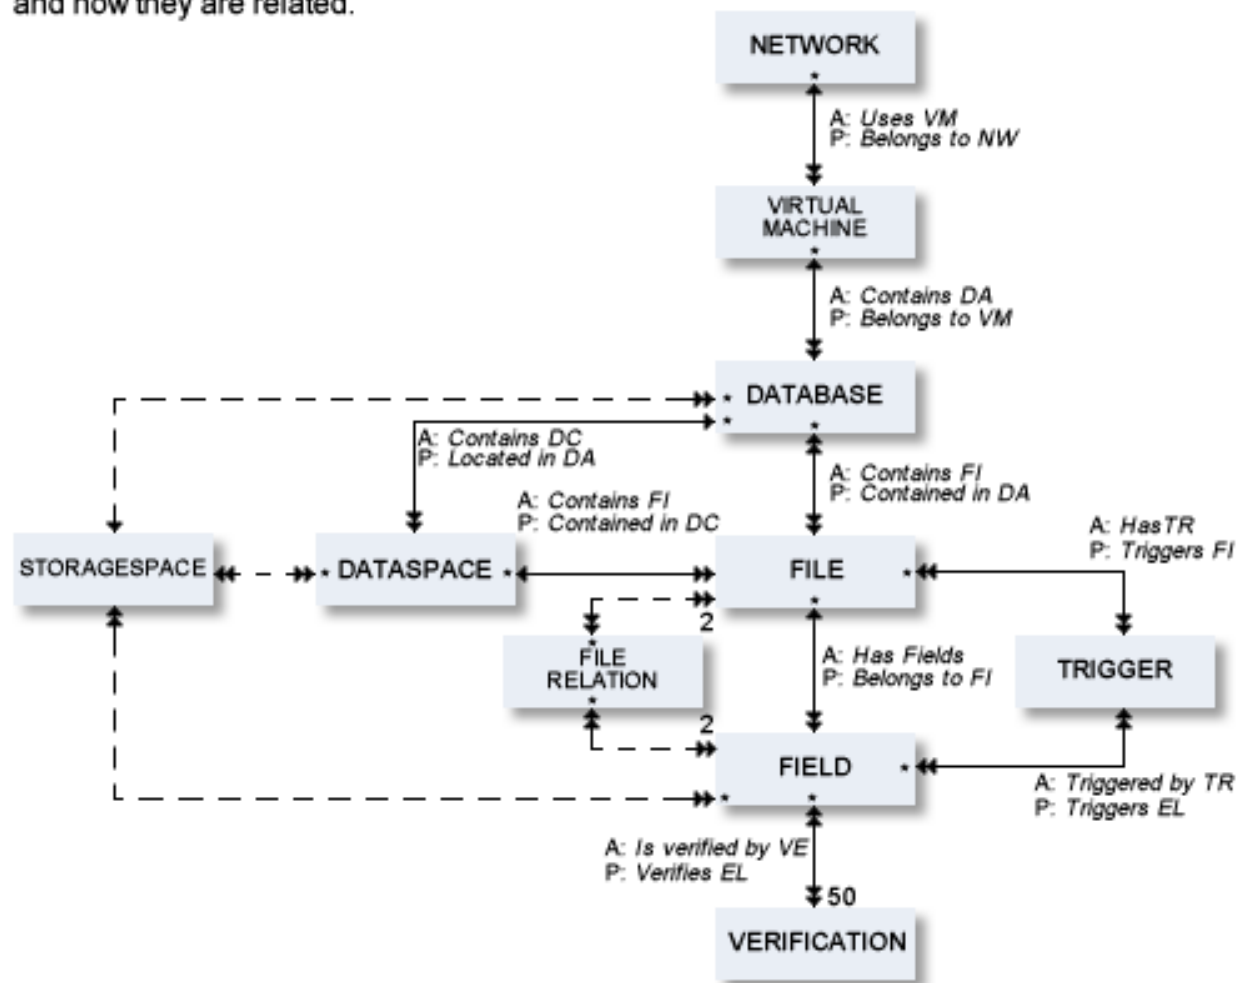 and how they are related.
NETWORK
*
A: Uses VM
P: Belongs to NW
VIRTUAL
MACHINE
*
A: Contains DA
P: Belongs to VM
* DATABASE
*
*
A: Contains DC
P: Located in DA
A: Contains FI
P: Contained in DA
A: Contains FI
P: Contained in DC
A: HasTR
P: Triggers FI
STORAGESPACE
* DATASPACE *
FILE *
*
2
*
FILE
RELATION
*
A: Has Fields
P: Belongs to FI
TRIGGER
2
FIELD *
* *
A: Triggered by TR
P: Triggers EL
A: Is verified by VE
P: Verifies EL
50
VERIFICATION